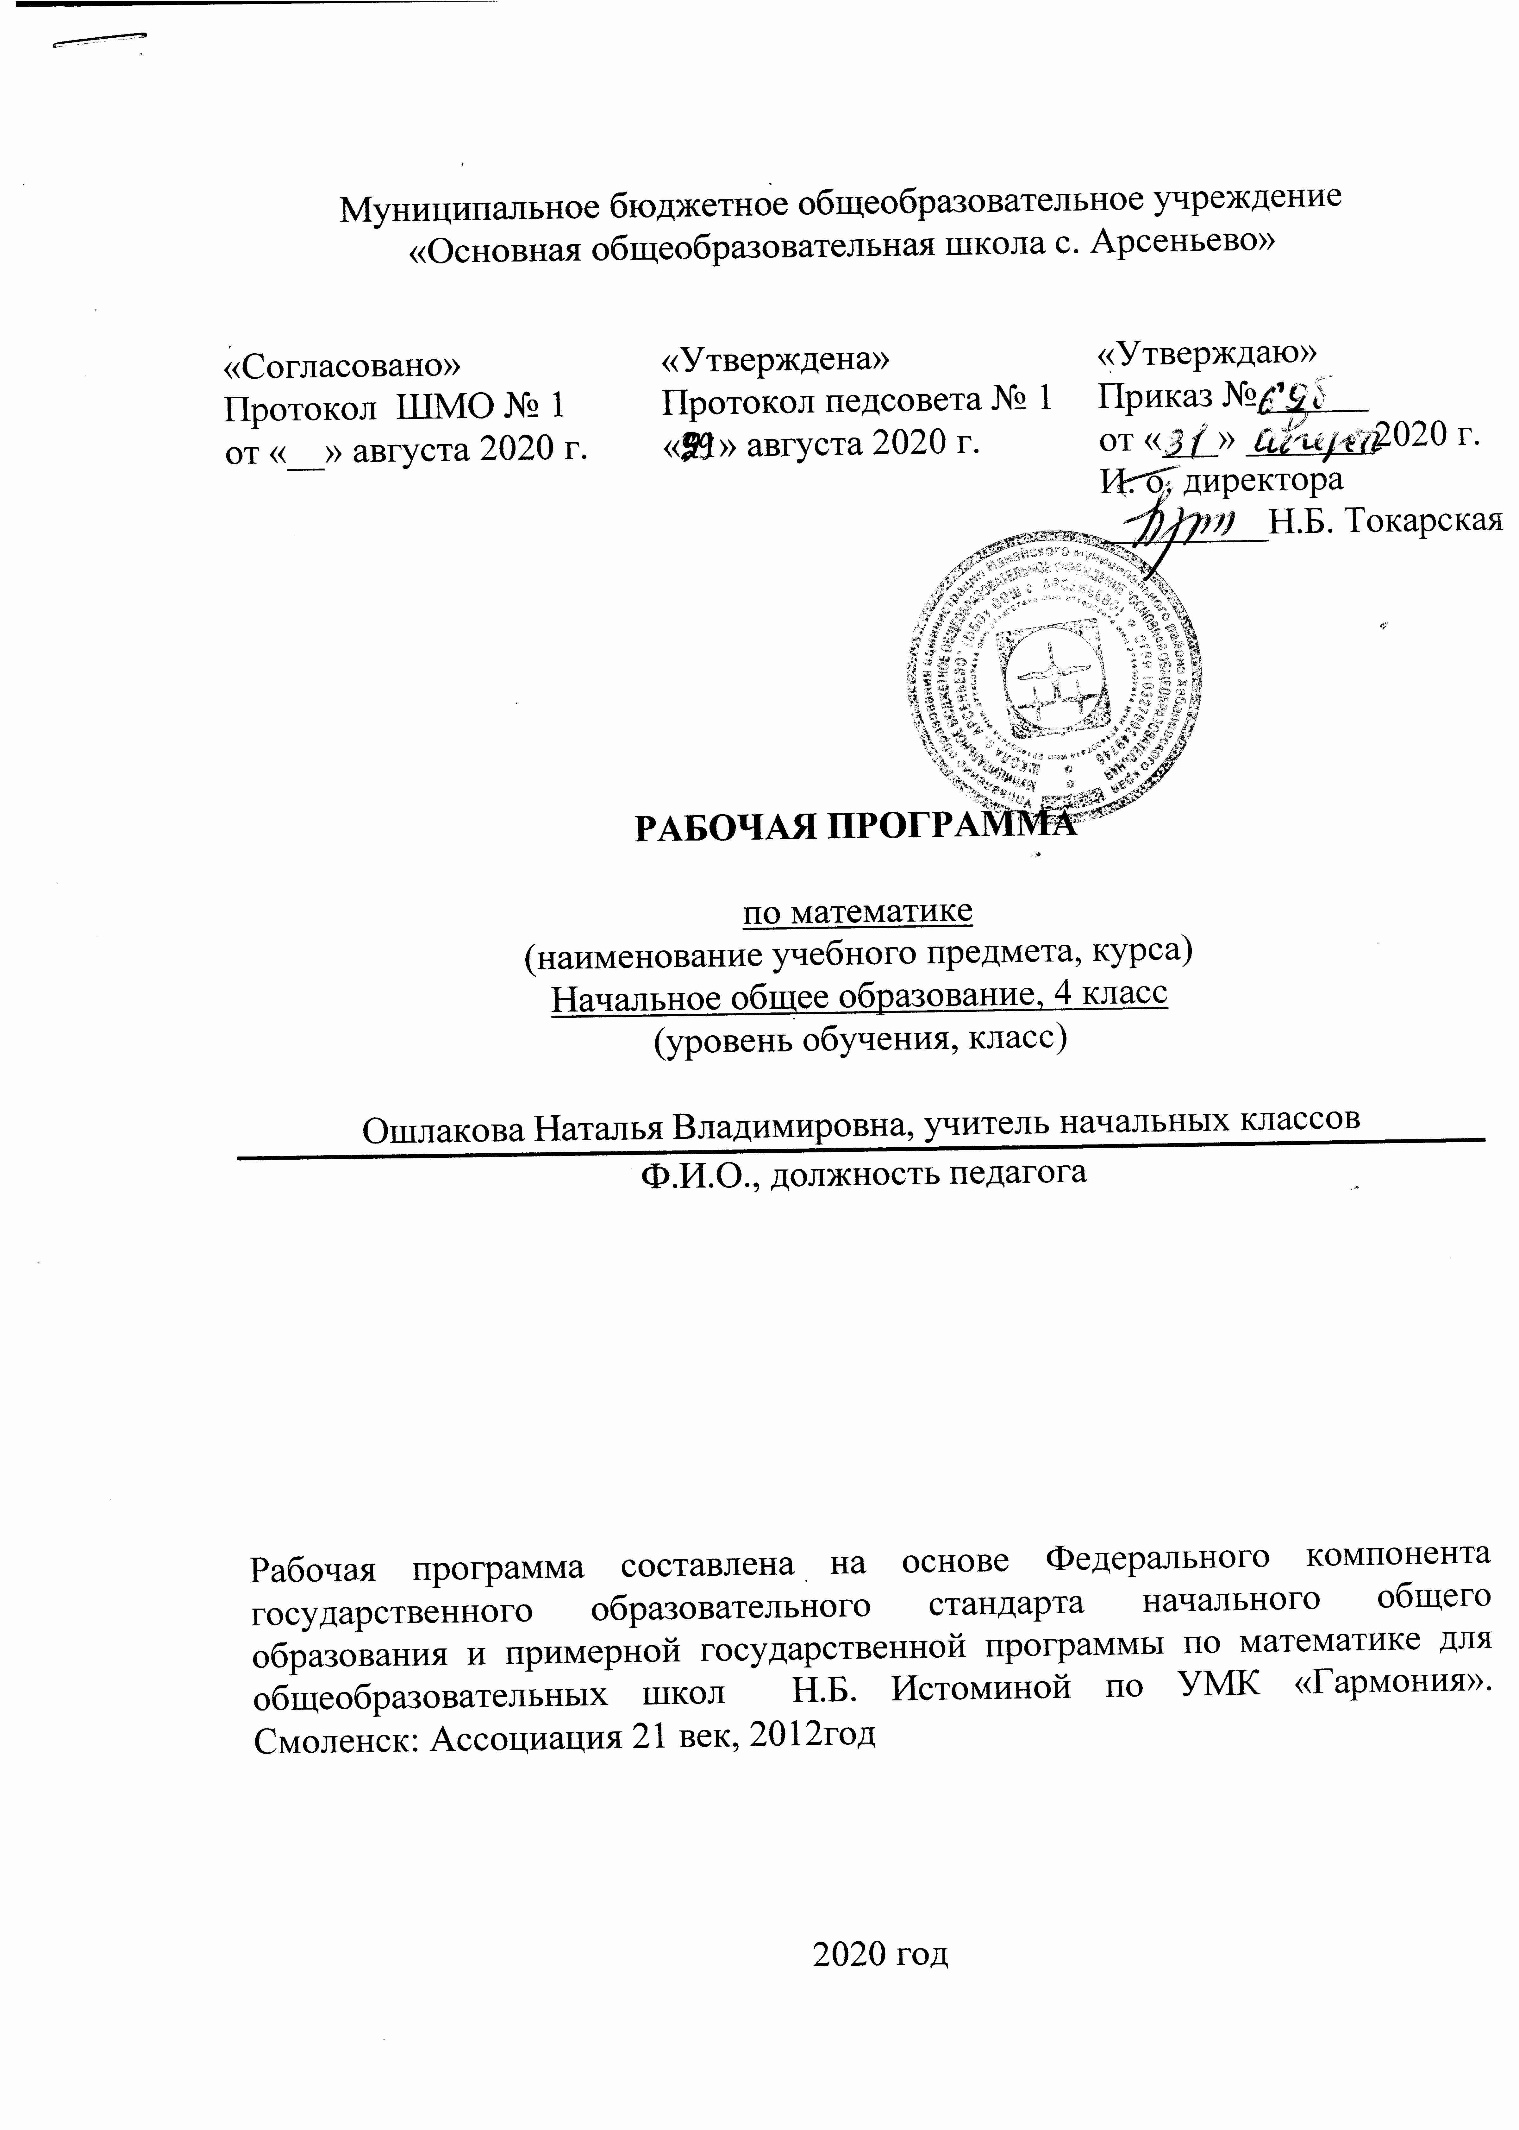 Муниципальное бюджетное общеобразовательное учреждение
«Основная общеобразовательная школа с. Арсеньево»
«Согласовано»
Протокол ШМО № 1
от «__» августа 2020 г.
«Утверждена»
Протокол педсовета № 1
« » августа 2020 г.
«Утверждаю»
Приказ №
от «31» августа 2020 г.
И. о. директора
Н.Б. Токарская
РАБОЧАЯ ПРОГРАММА
по математике
(наименование учебного предмета, курса)
Начальное общее образование, 4 класс
(уровень обучения, класс)
Ошлакова Наталья Владимировна, учитель начальных классов
Ф.И.О., должность педагога
Рабочая программа составлена на основе Федерального компонента
государственного образовательного стандарта начального общего
образования и примерной государственной программы по математике для
общеобразовательных школ Н.Б. Истоминой по УМК «Гармония».
Смоленск: Ассоциация 21 век, 2012год
2020 год